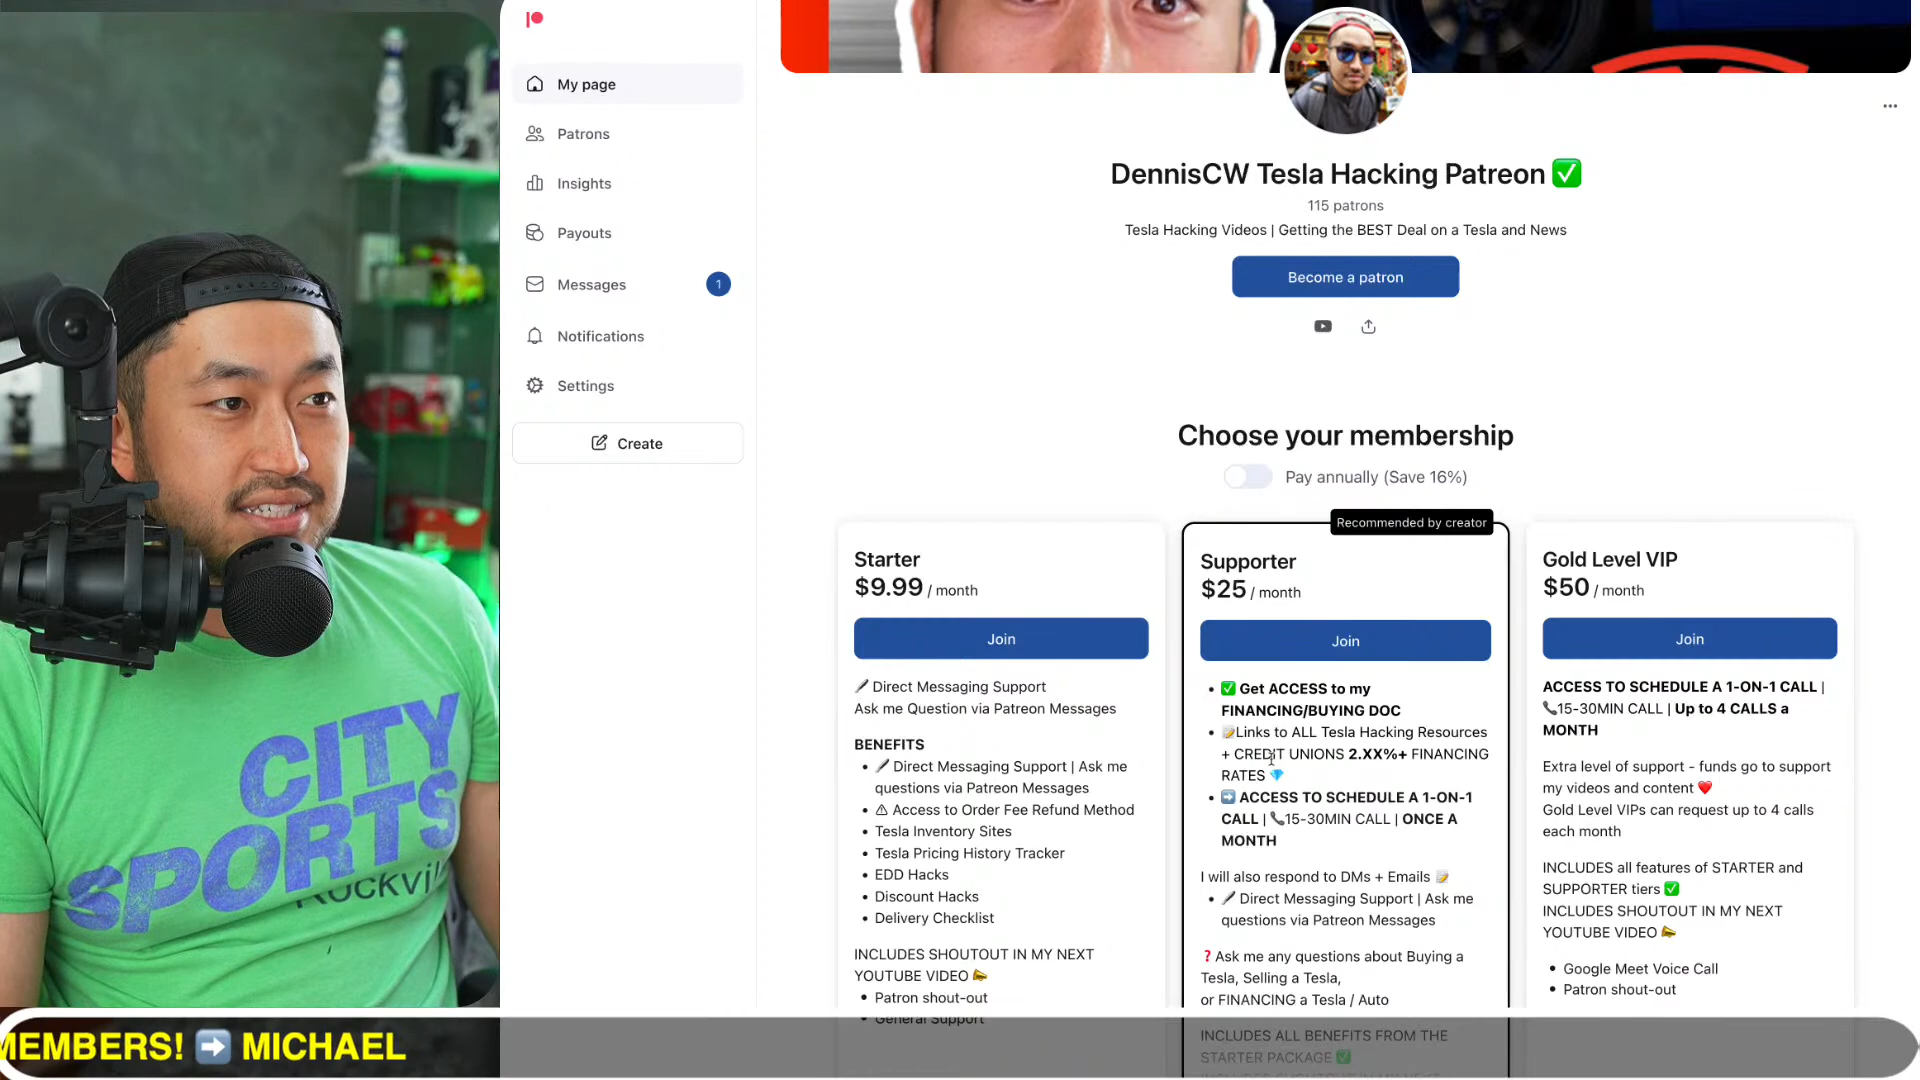 My page
Patrons
Insights
Payouts
Messages
1
Notifications
Settings
Create
DennisCW Tesla Hacking Patreon ✅
115 patrons
Tesla Hacking Videos | Getting the BEST Deal on a Tesla and News
Become a patron
Choose your membership
Pay annually (Save 16%)
Starter
$9.99 / month
Join
🖊️ Direct Messaging Support
Ask me Question via Patreon Messages
BENEFITS
• 🖊️ Direct Messaging Support | Ask me
questions via Patreon Messages
• ⚠ Access to Order Fee Refund Method
• Tesla Inventory Sites
• Tesla Pricing History Tracker
• EDD Hacks
• Discount Hacks
• Delivery Checklist
INCLUDES SHOUTOUT IN MY NEXT
YOUTUBE VIDEO 📣
• Patron shout-out
• General Support
Recommended by creator
Supporter
$25 / month
Join
• ✅ Get ACCESS to my
FINANCING/BUYING DOC
• 📝Links to ALL Tesla Hacking Resources
+ CREDIT UNIONS 2.XX%+ FINANCING
RATES 💎
• ➡️ ACCESS TO SCHEDULE A 1-ON-1
CALL | 📞15-30MIN CALL | ONCE A
MONTH
I will also respond to DMs + Emails 📝
• 🖊️ Direct Messaging Support | Ask me
questions via Patreon Messages
❓Ask me any questions about Buying a
Tesla, Selling a Tesla,
or FINANCING a Tesla / Auto
INCLUDES ALL BENEFITS FROM THE
STARTER PACKAGE ✅
Gold Level VIP
$50 / month
Join
ACCESS TO SCHEDULE A 1-ON-1 CALL |
📞15-30MIN CALL | Up to 4 CALLS a
MONTH
Extra level of support - funds go to support
my videos and content ❤️
Gold Level VIPs can request up to 4 calls
each month
INCLUDES all features of STARTER and
SUPPORTER tiers ✅
INCLUDES SHOUTOUT IN MY NEXT
YOUTUBE VIDEO 📣
• Google Meet Voice Call
• Patron shout-out
CITY
SPORTS
MEMBERS! ➡️ MICHAEL